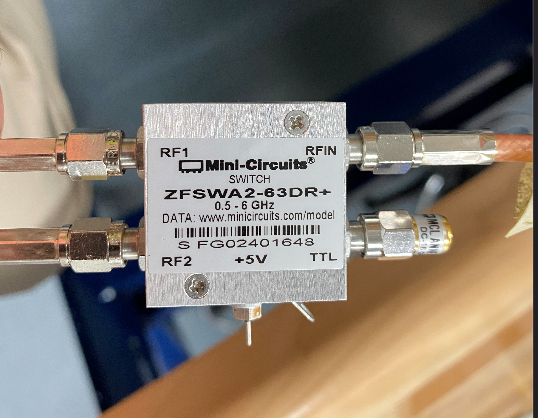 RF1 RFIN
Mini-Circuits®
SWITCH
ZFSWA2-63DR+
0.5 - 6 GHz
DATA: www.minicircuits.com/model
S FG02401648
RF2 +5V TTL